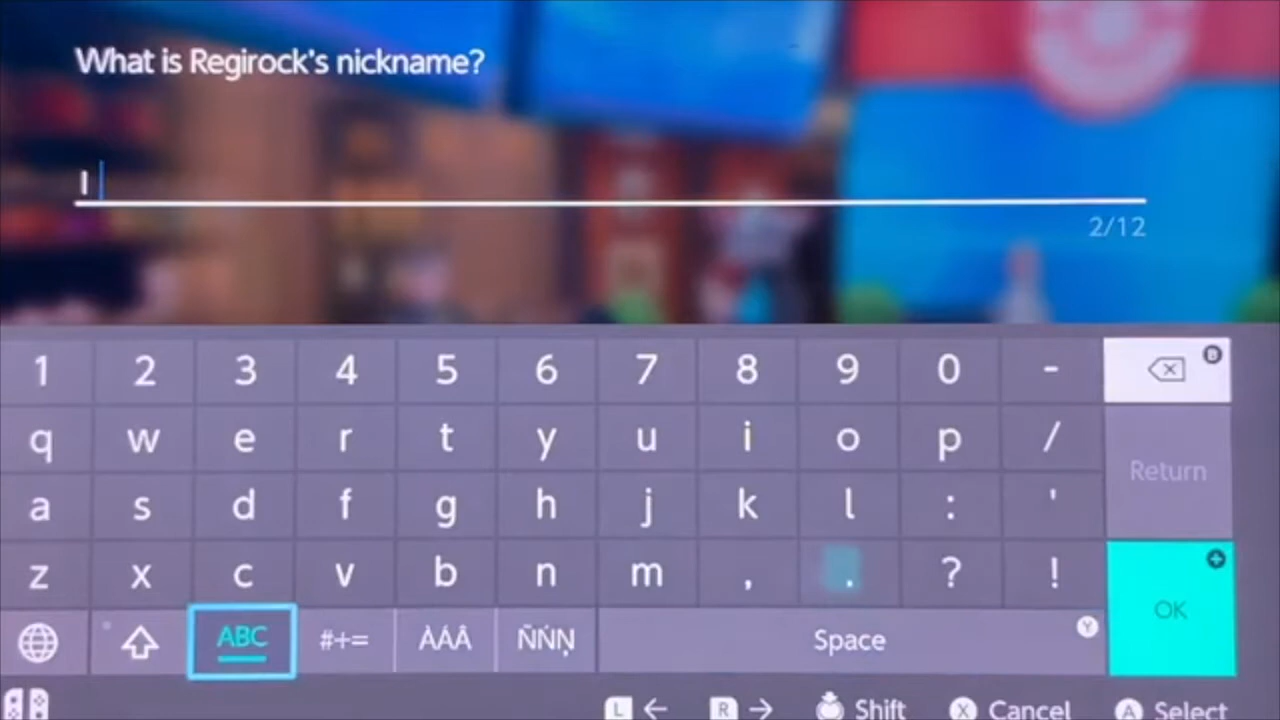 What is Regirock's nickname?
I
2/12
1 2 3 4 5 6 7 8 9 0 -
q w e r t y u i o p /
Return
a s d f g h j k l : '
z x c v b n m , . ? !
OK
ABC #+= ÀÁÂ ÑŃŅ Space
L ← R → Shift X Cancel A Select
B
+
Y